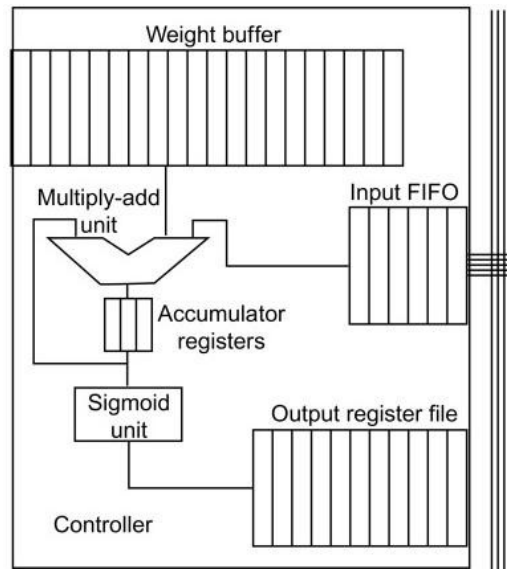 Weight buffer
Multiply-add
unit
Input FIFO
Accumulator
registers
Sigmoid
unit
Output register file
Controller